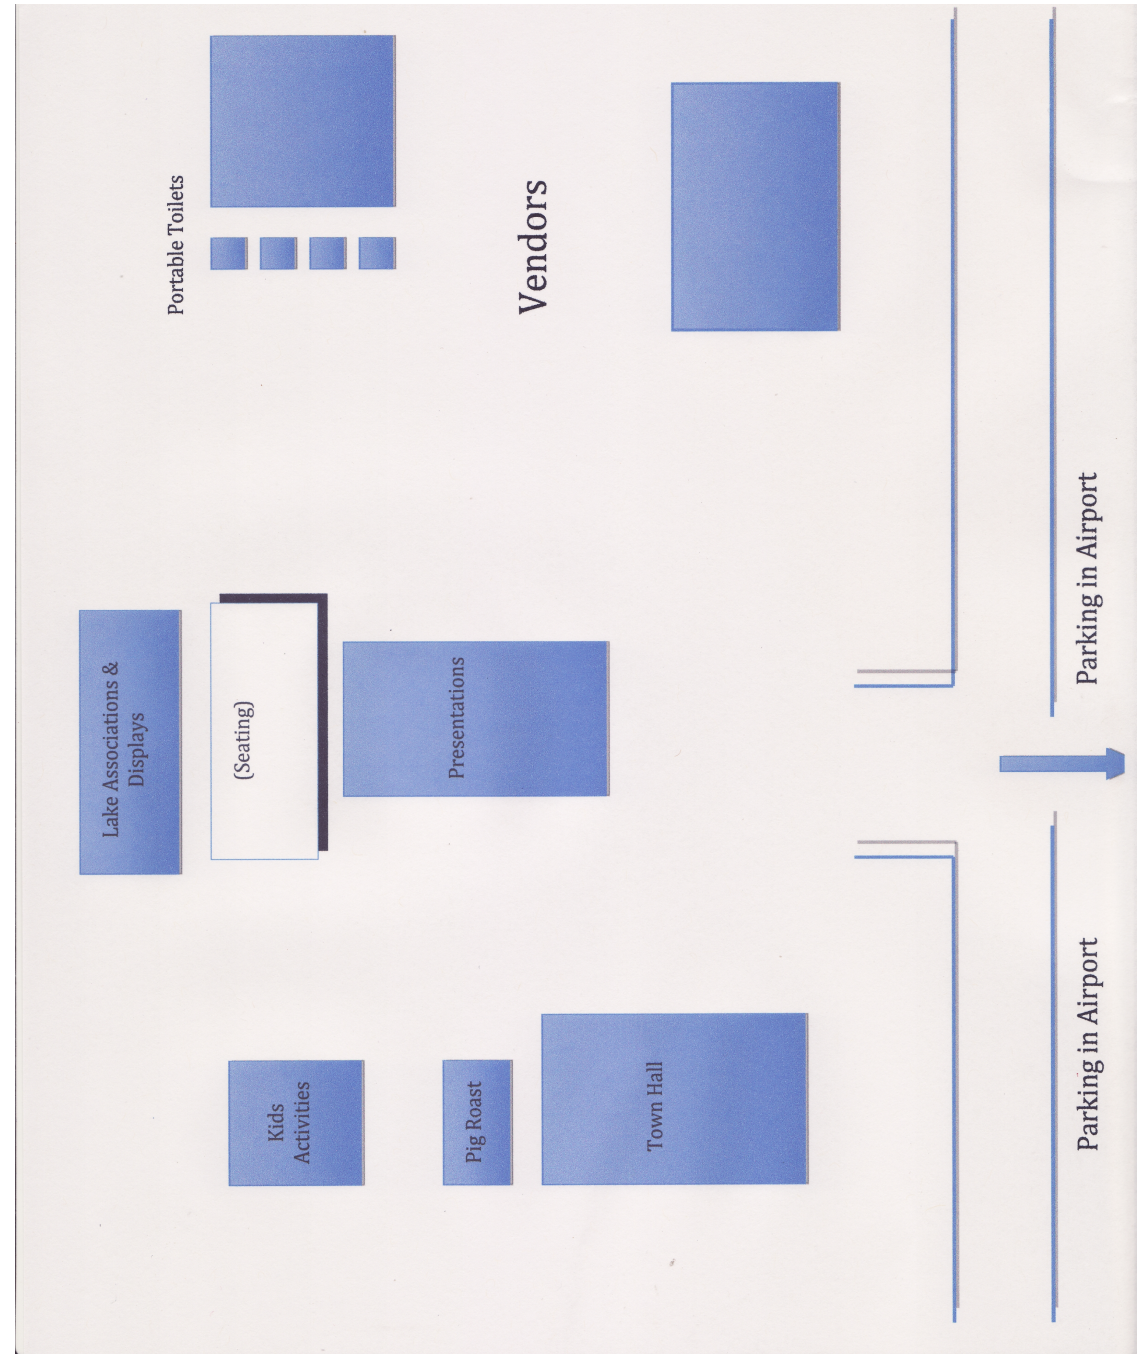 Lake Associations &
Displays
(Seating)
Presentations
Portable Toilets
Vendors
Kids
Activities
Pig Roast
Town Hall
Parking in Airport
Parking in Airport